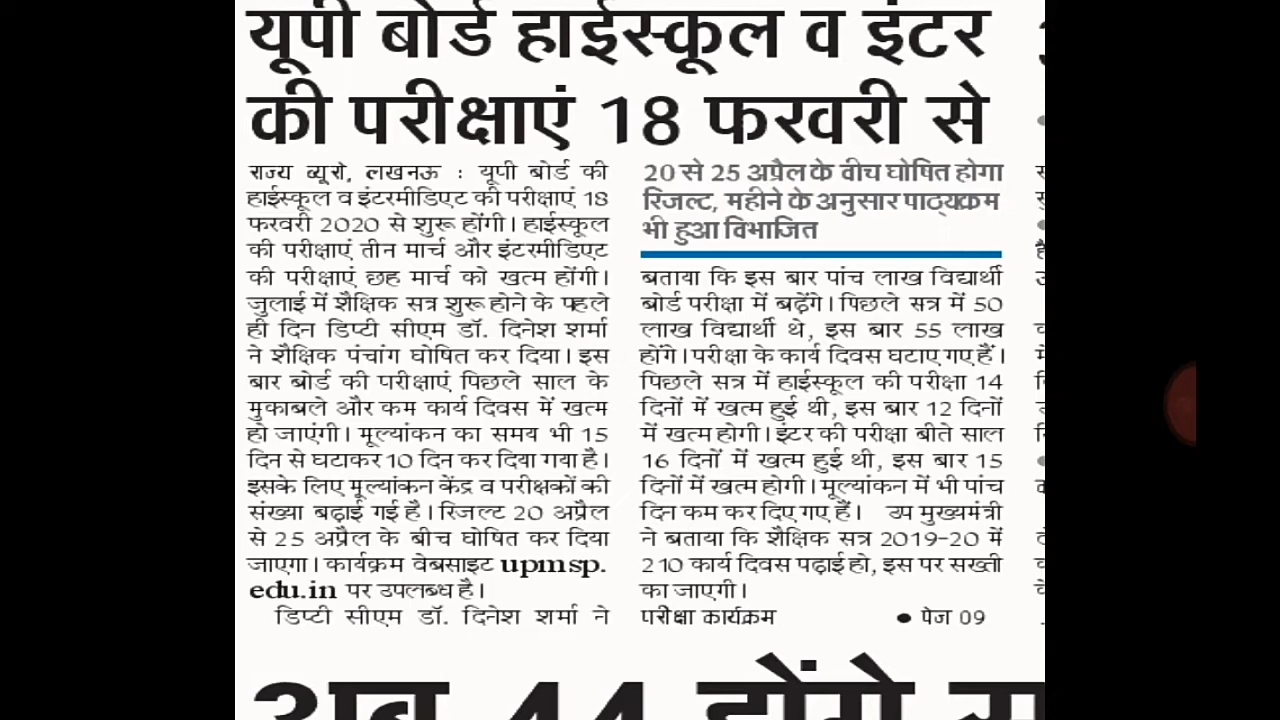 यूपी बोर्ड हाईस्कूल व इंटर
की परीक्षाएं 18 फरवरी से
राज्य ब्यूरो, लखनऊ : यूपी बोर्ड की
हाईस्कूल व इंटरमीडिएट की परीक्षाएं 18
फरवरी 2020 से शुरू होंगी। हाईस्कूल
की परीक्षाएं तीन मार्च और इंटरमीडिएट
की परीक्षाएं छह मार्च को खत्म होंगी।
जुलाई में शैक्षिक सत्र शुरू होने के पहले
ही दिन डिप्टी सीएम डॉ. दिनेश शर्मा
ने शैक्षिक पंचांग घोषित कर दिया। इस
बार बोर्ड की परीक्षाएं पिछले साल के
मुकाबले और कम कार्य दिवस में खत्म
हो जाएंगी। मूल्यांकन का समय भी 15
दिन से घटाकर 10 दिन कर दिया गया है।
इसके लिए मूल्यांकन केंद्र व परीक्षकों की
संख्या बढ़ाई गई है। रिजल्ट 20 अप्रैल
से 25 अप्रैल के बीच घोषित कर दिया
जाएगा। कार्यक्रम वेबसाइट upmsp.
edu.in पर उपलब्ध है।
डिप्टी सीएम डॉ. दिनेश शर्मा ने
20 से 25 अप्रैल के बीच घोषित होगा
रिजल्ट, महीने के अनुसार पाठ्यक्रम
भी हुआ विभाजित
बताया कि इस बार पांच लाख विद्यार्थी
बोर्ड परीक्षा में बढ़ेंगे। पिछले सत्र में 50
लाख विद्यार्थी थे, इस बार 55 लाख
होंगे। परीक्षा के कार्य दिवस घटाए गए हैं।
पिछले सत्र में हाईस्कूल की परीक्षा 14
दिनों में खत्म हुई थी, इस बार 12 दिनों
में खत्म होगी। इंटर की परीक्षा बीते साल
16 दिनों में खत्म हुई थी, इस बार 15
दिनों में खत्म होगी। मूल्यांकन में भी पांच
दिन कम कर दिए गए हैं। उप मुख्यमंत्री
ने बताया कि शैक्षिक सत्र 2019-20 में
210 कार्य दिवस पढ़ाई हो, इस पर सख्ती
का जाएगी।
परीक्षा कार्यक्रम ● पेज 09
अब 44 होंगे